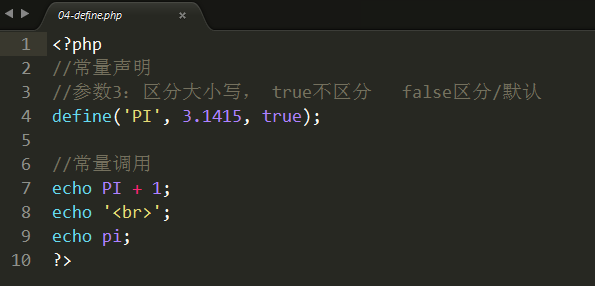 04-define.php ×
1 <?php
2 //常量声明
3 //参数3：区分大小写， true不区分   false区分/默认
4 define('PI', 3.1415, true);
5
6 //常量调用
7 echo PI + 1;
8 echo '<br>';
9 echo pi;
10 ?>